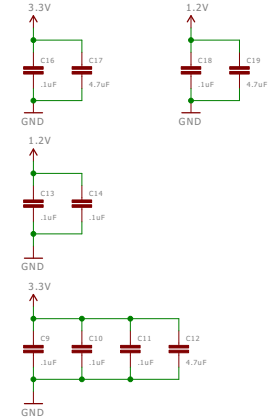 3.3V
1.2V
C16
C17
C18
C19
.1uF
4.7uF
.1uF
4.7uF
GND
GND
1.2V
C13
C14
.1uF
.1uF
GND
3.3V
C9
C10
C11
C12
.1uF
.1uF
.1uF
4.7uF
GND